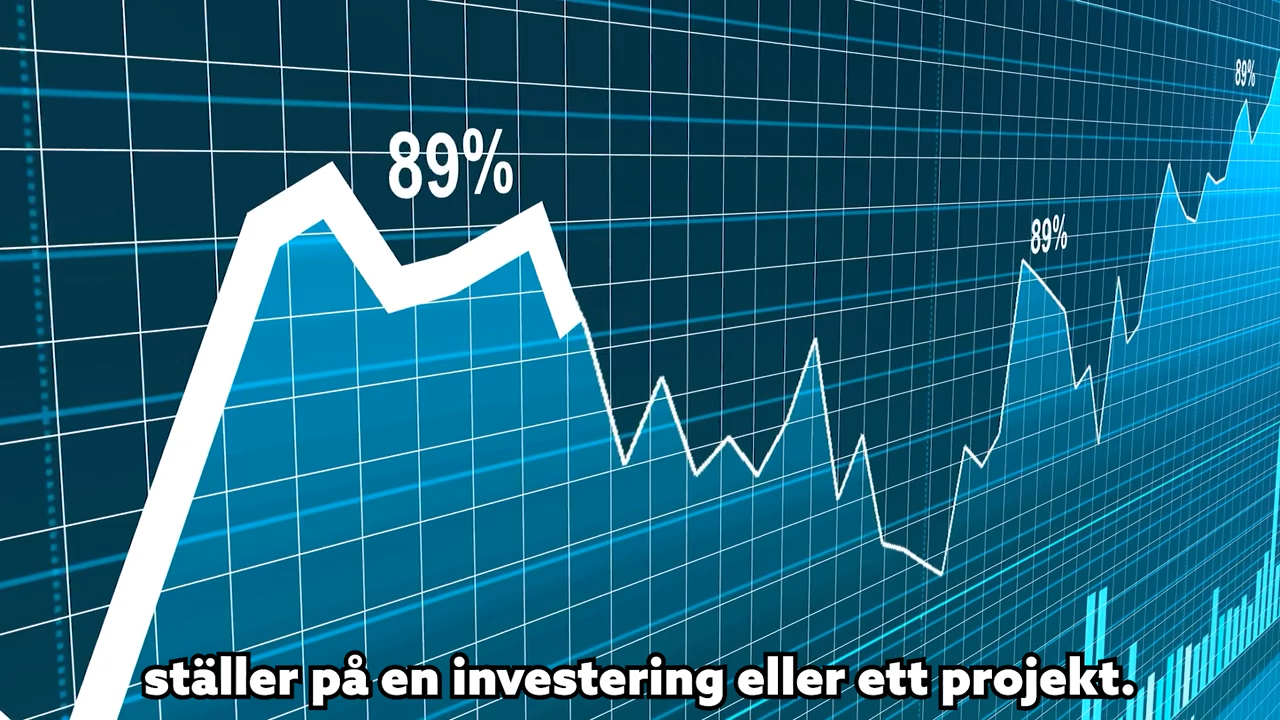 89%
89%
89%
ställer på en investering eller ett projekt.